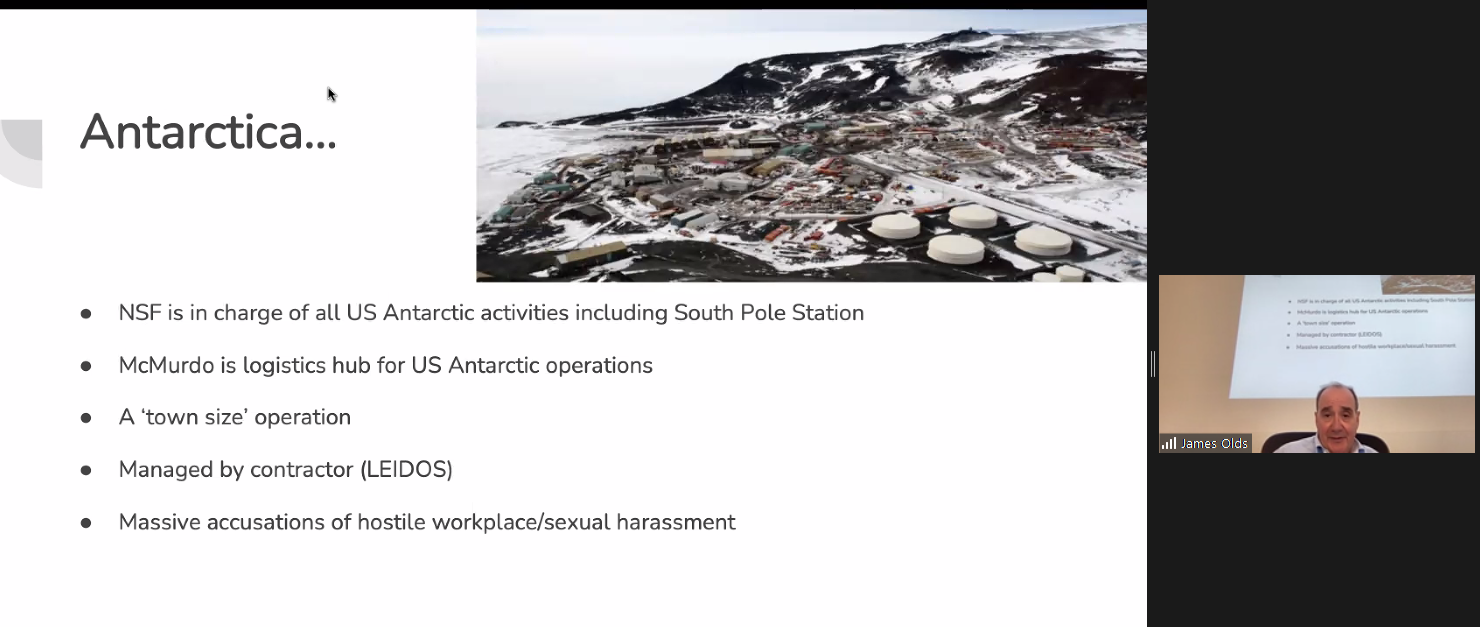 Antarctica...
● NSF is in charge of all US Antarctic activities including South Pole Station
● McMurdo is logistics hub for US Antarctic operations
● A ‘town size’ operation
● Managed by contractor (LEIDOS)
● Massive accusations of hostile workplace/sexual harassment
● NSF is in charge of all US Antarctic activities including South Pole Station
● McMurdo is logistics hub for US Antarctic operations
● A ‘town size’ operation
● Managed by contractor (LEIDOS)
● Massive accusations of hostile workplace/sexual harassment
James Olds